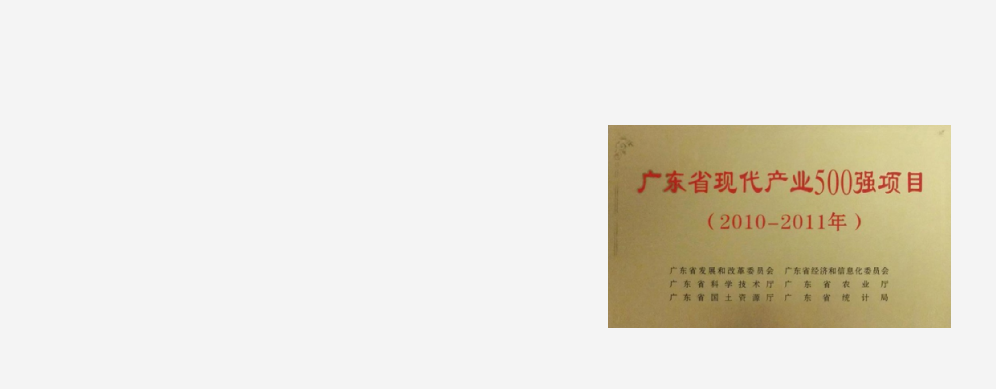 广东省现代产业500强项目
（2010-2011年）
广东省发展和改革委员会 广东省经济和信息化委员会
广东省科学技术厅 广东省农业厅
广东省国土资源厅 广东省统计局